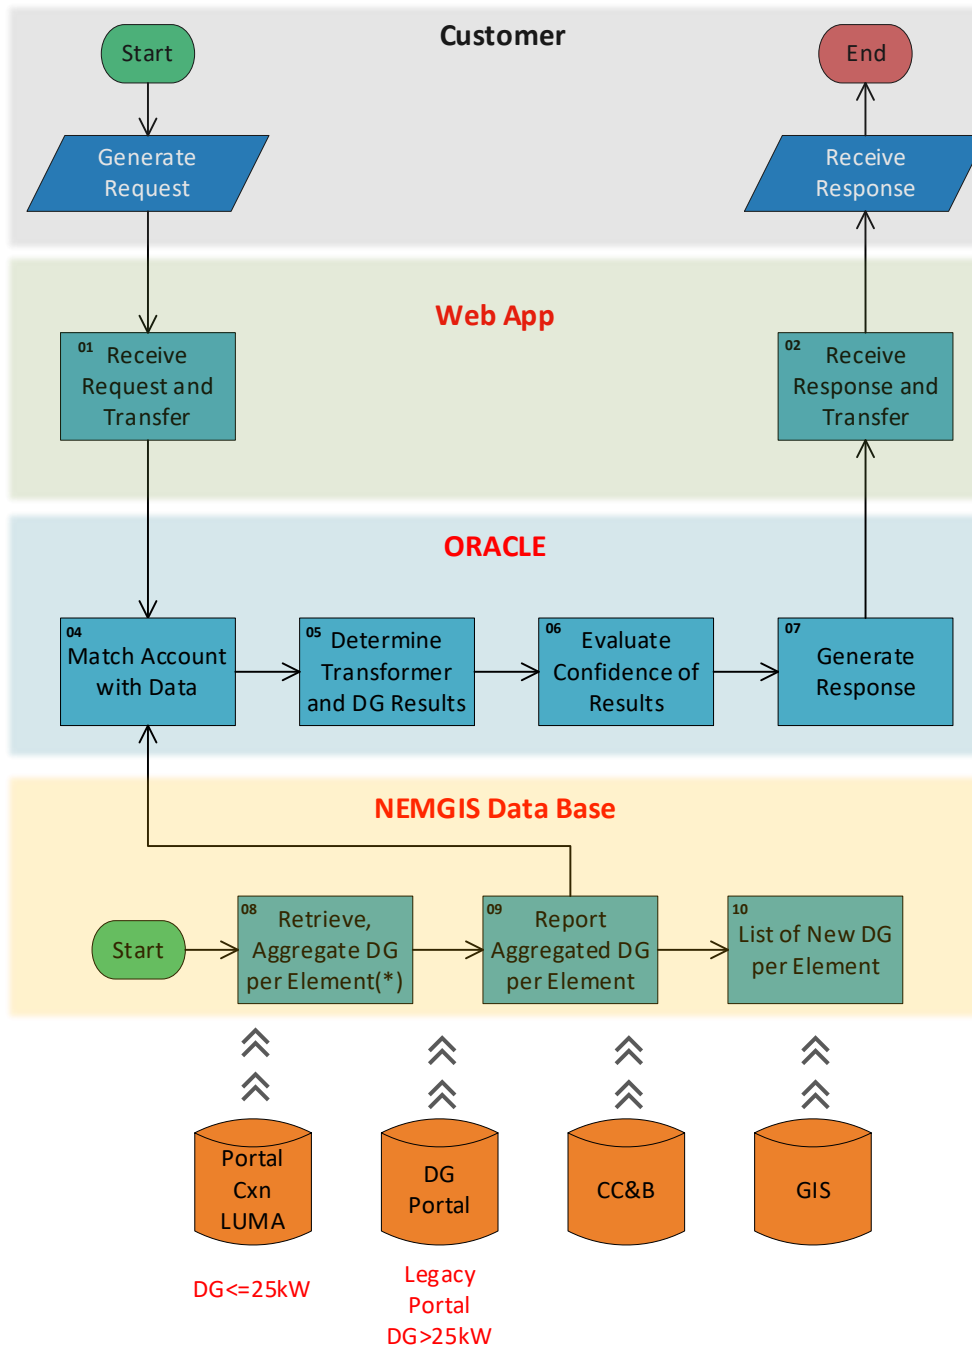 Customer
Start
End
Generate
Request
Receive
Response
Web App
01
Receive
Request and
Transfer
02
Receive
Response and
Transfer
ORACLE
04
Match Account
with Data
05
Determine
Transformer
and DG Results
06
Evaluate
Confidence of
Results
07
Generate
Response
NEMGIS Data Base
Start
08
Retrieve,
Aggregate DG
per Element(*)
09
Report
Aggregated DG
per Element
10
List of New DG
per Element
Portal
Cxn
LUMA
DG
Portal
CC&B
GIS
DG<=25kW
Legacy
Portal
DG>25kW